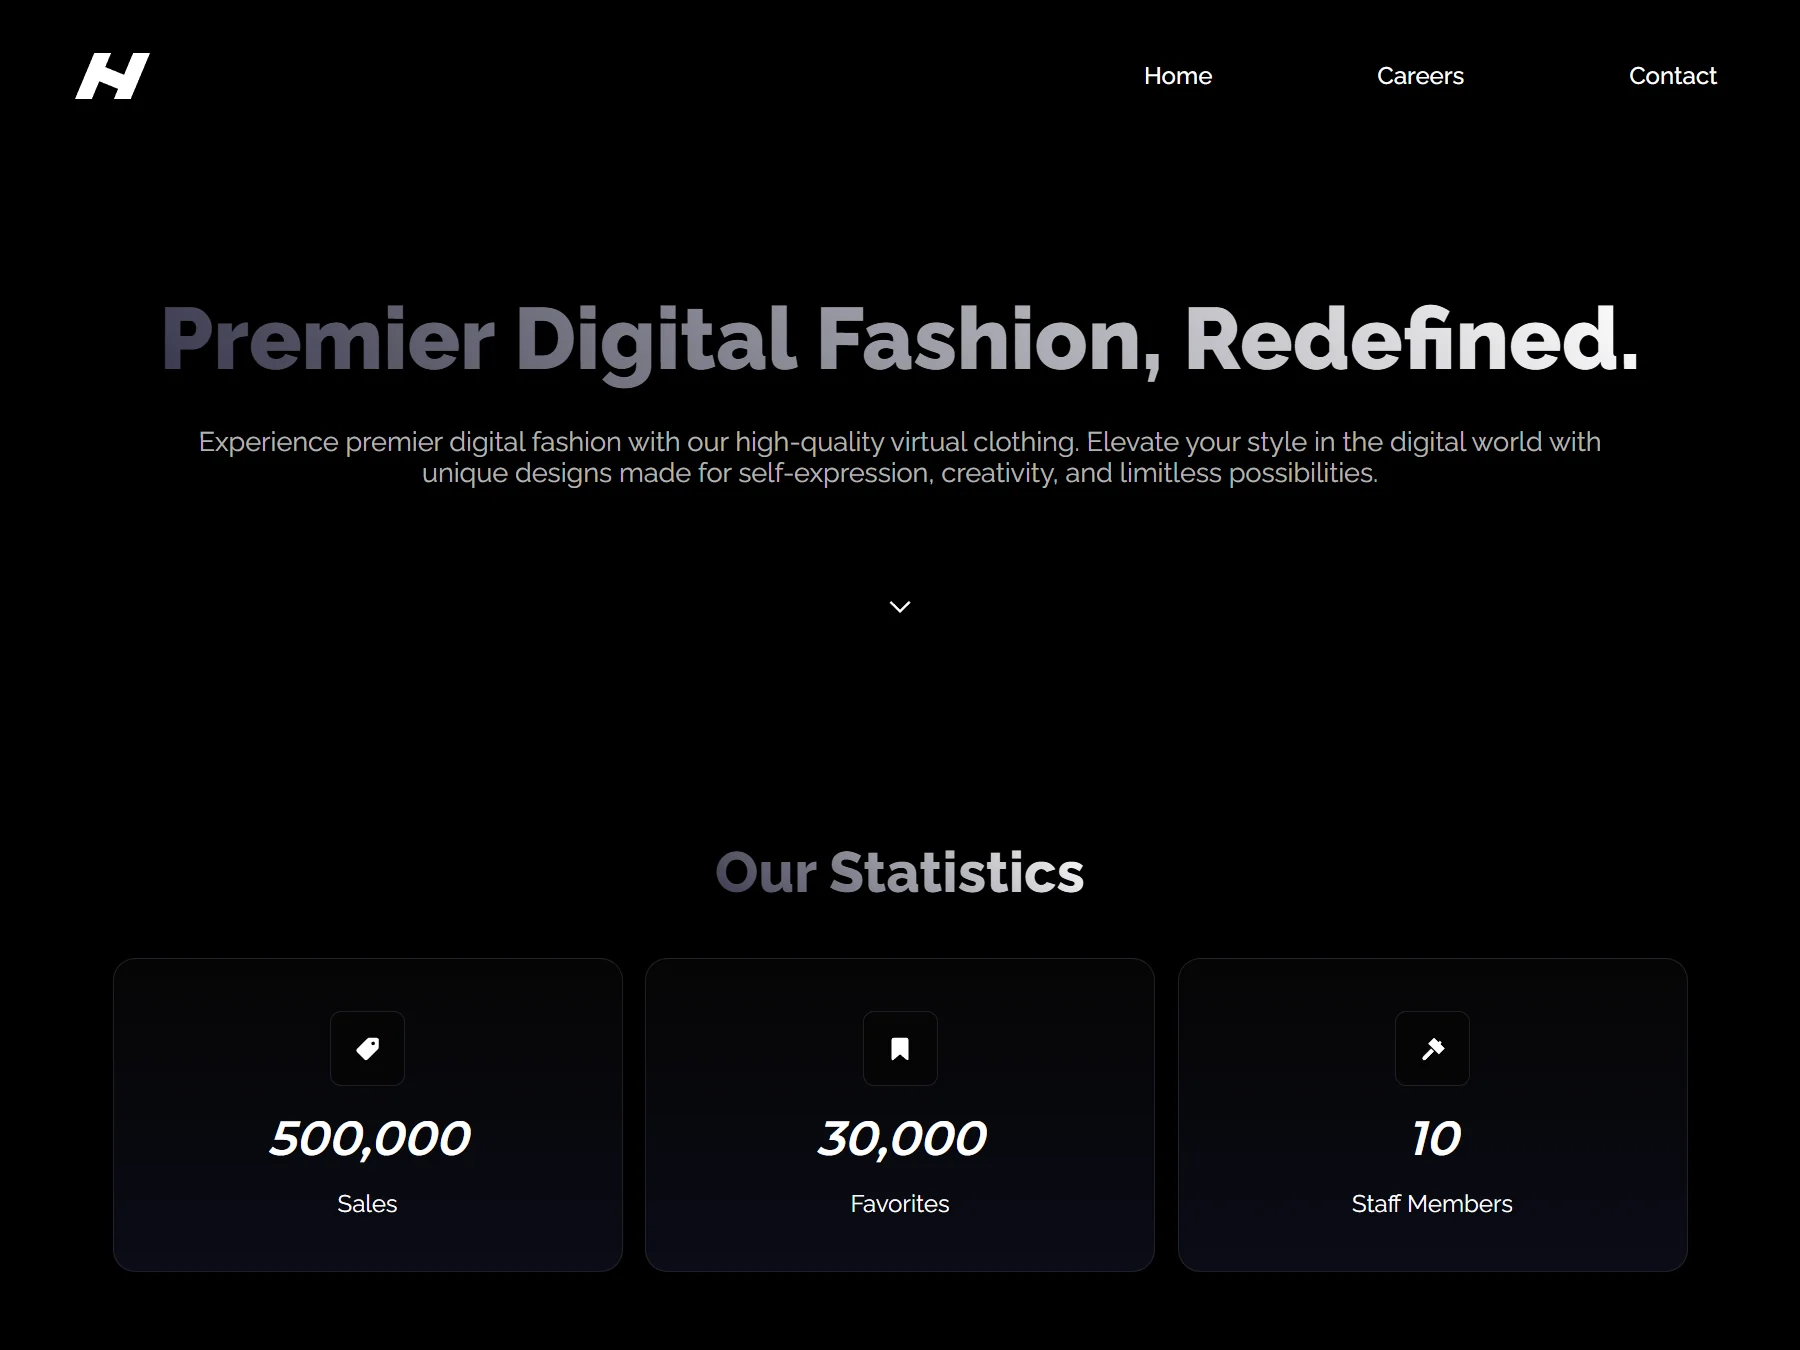 H
Home
Careers
Contact
Premier Digital Fashion, Redefined.
Experience premier digital fashion with our high-quality virtual clothing. Elevate your style in the digital world with
unique designs made for self-expression, creativity, and limitless possibilities.
Our Statistics
500,000
Sales
30,000
Favorites
10
Staff Members